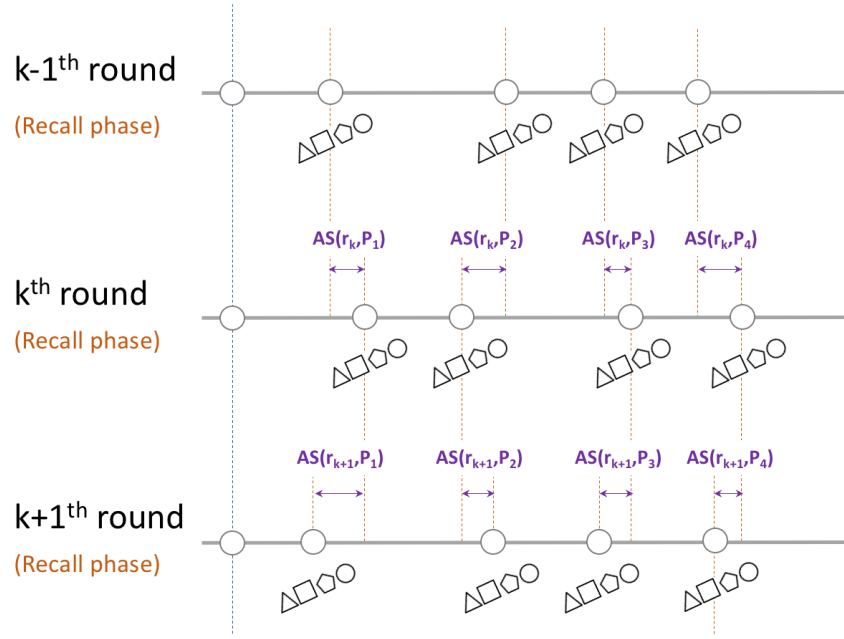 k-1th round
(Recall phase)
AS(rk,P1) AS(rk,P2) AS(rk,P3) AS(rk,P4)
kth round
(Recall phase)
AS(rk+1,P1) AS(rk+1,P2) AS(rk+1,P3) AS(rk+1,P4)
k+1th round
(Recall phase)